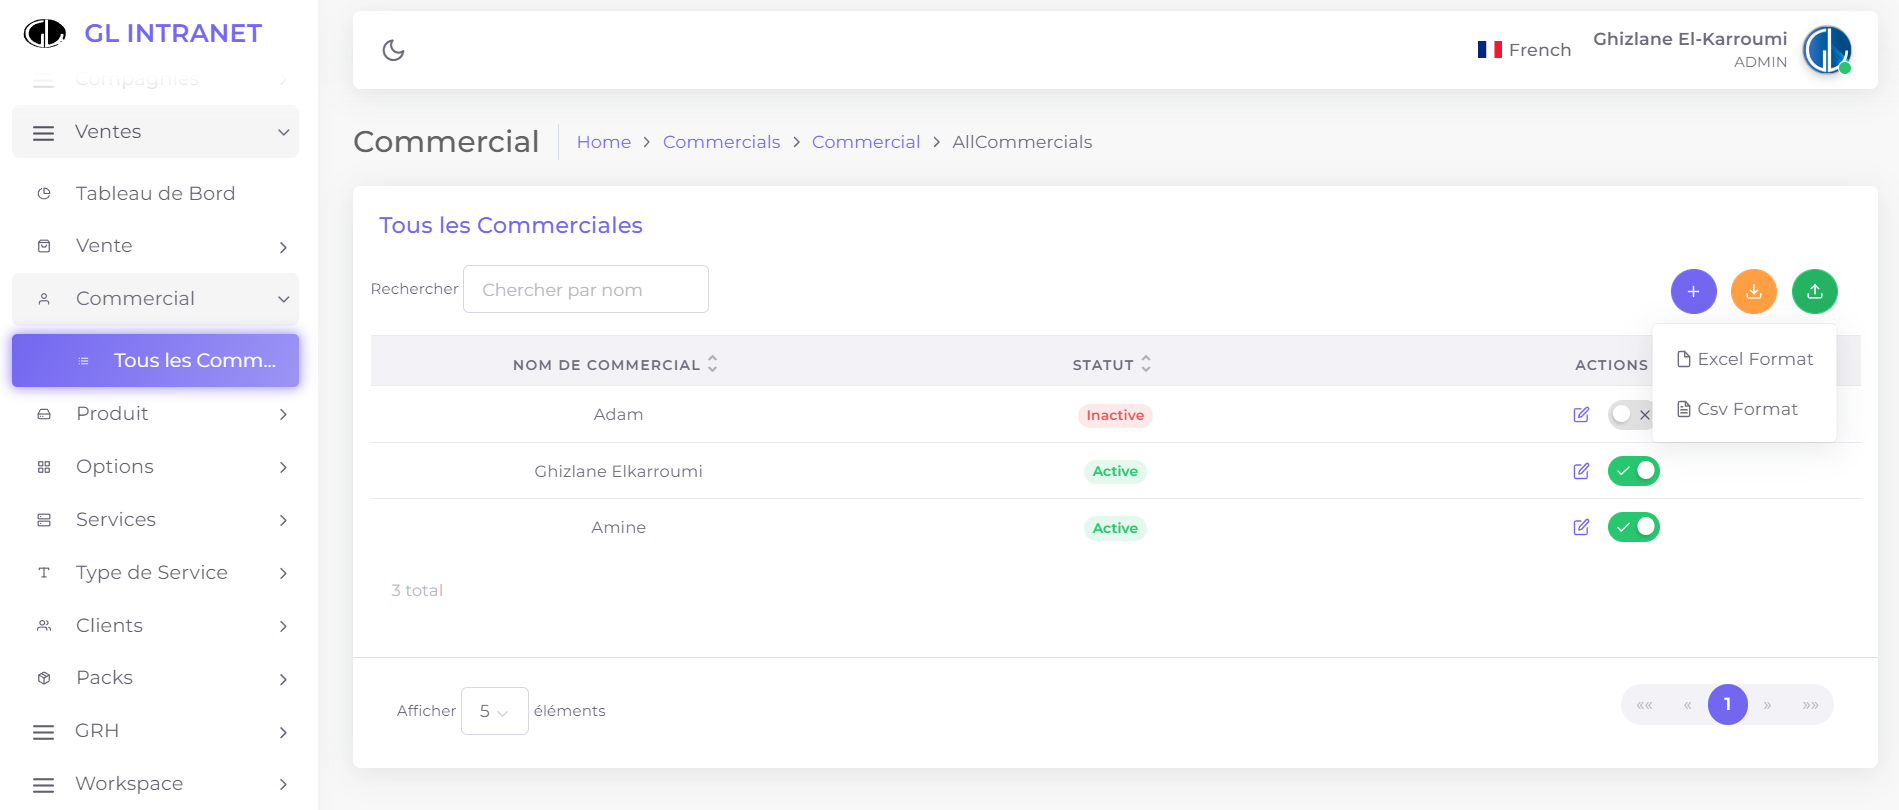 GL INTRANET
Compagnies
Ventes
Tableau de Bord
Vente
Commercial
Tous les Comm...
Produit
Options
Services
Type de Service
Clients
Packs
GRH
Workspace
French
Ghizlane El-Karroumi
ADMIN
Commercial
Home > Commercials > Commercial > AllCommercials
Tous les Commerciales
Rechercher Chercher par nom
Excel Format
Csv Format
NOM DE COMMERCIAL STATUT ACTIONS
Adam Inactive
Ghizlane Elkarroumi Active
Amine Active
3 total
Afficher 5 éléments
«« « 1 » »»